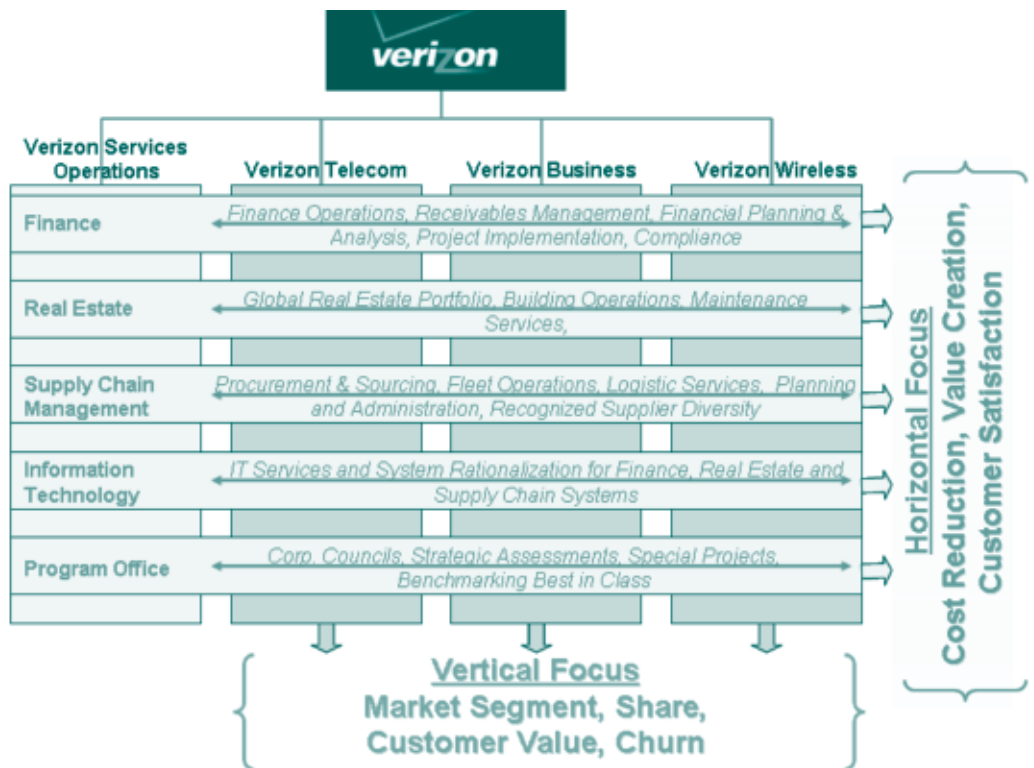 verizon
Verizon Services
Operations
Verizon Telecom
Verizon Business
Verizon Wireless
Finance
Finance Operations, Receivables Management, Financial Planning &
Analysis, Project Implementation, Compliance
Real Estate
Global Real Estate Portfolio, Building Operations, Maintenance
Services,
Supply Chain
Management
Procurement & Sourcing, Fleet Operations, Logistic Services, Planning
and Administration, Recognized Supplier Diversity
Information
Technology
IT Services and System Rationalization for Finance, Real Estate and
Supply Chain Systems
Program Office
Corp. Councils, Strategic Assessments, Special Projects,
Benchmarking Best in Class
Horizontal Focus
Cost Reduction, Value Creation,
Customer Satisfaction
Vertical Focus
Market Segment, Share,
Customer Value, Churn